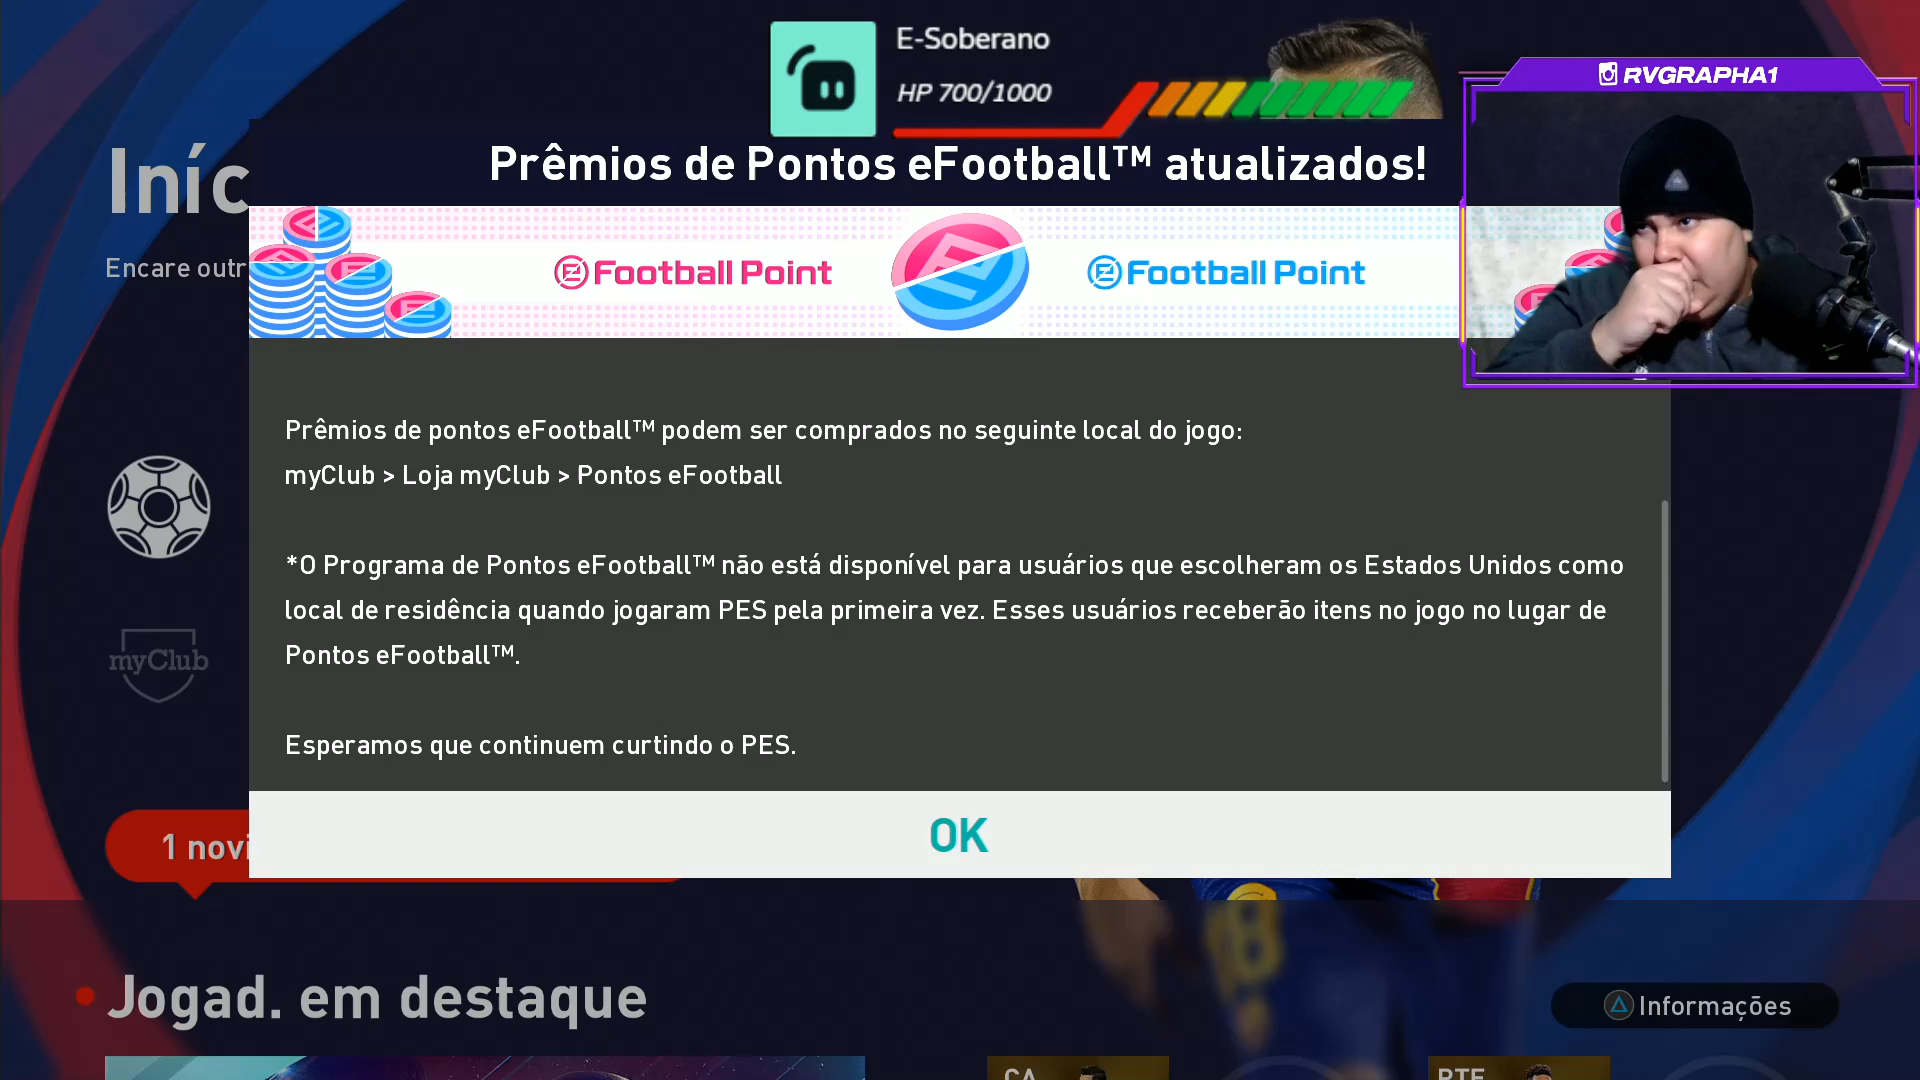 E-Soberano
HP 700/1000
RVGRAPHA1
Iníc
Prêmios de Pontos eFootball™ atualizados!
Encare outr
Football Point
Football Point
Prêmios de pontos eFootball™ podem ser comprados no seguinte local do jogo:
myClub > Loja myClub > Pontos eFootball
*O Programa de Pontos eFootball™ não está disponível para usuários que escolheram os Estados Unidos como
local de residência quando jogaram PES pela primeira vez. Esses usuários receberão itens no jogo no lugar de
Pontos eFootball™.
myClub
Esperamos que continuem curtindo o PES.
OK
1 novi
Jogad. em destaque
Informações
CA
PTE